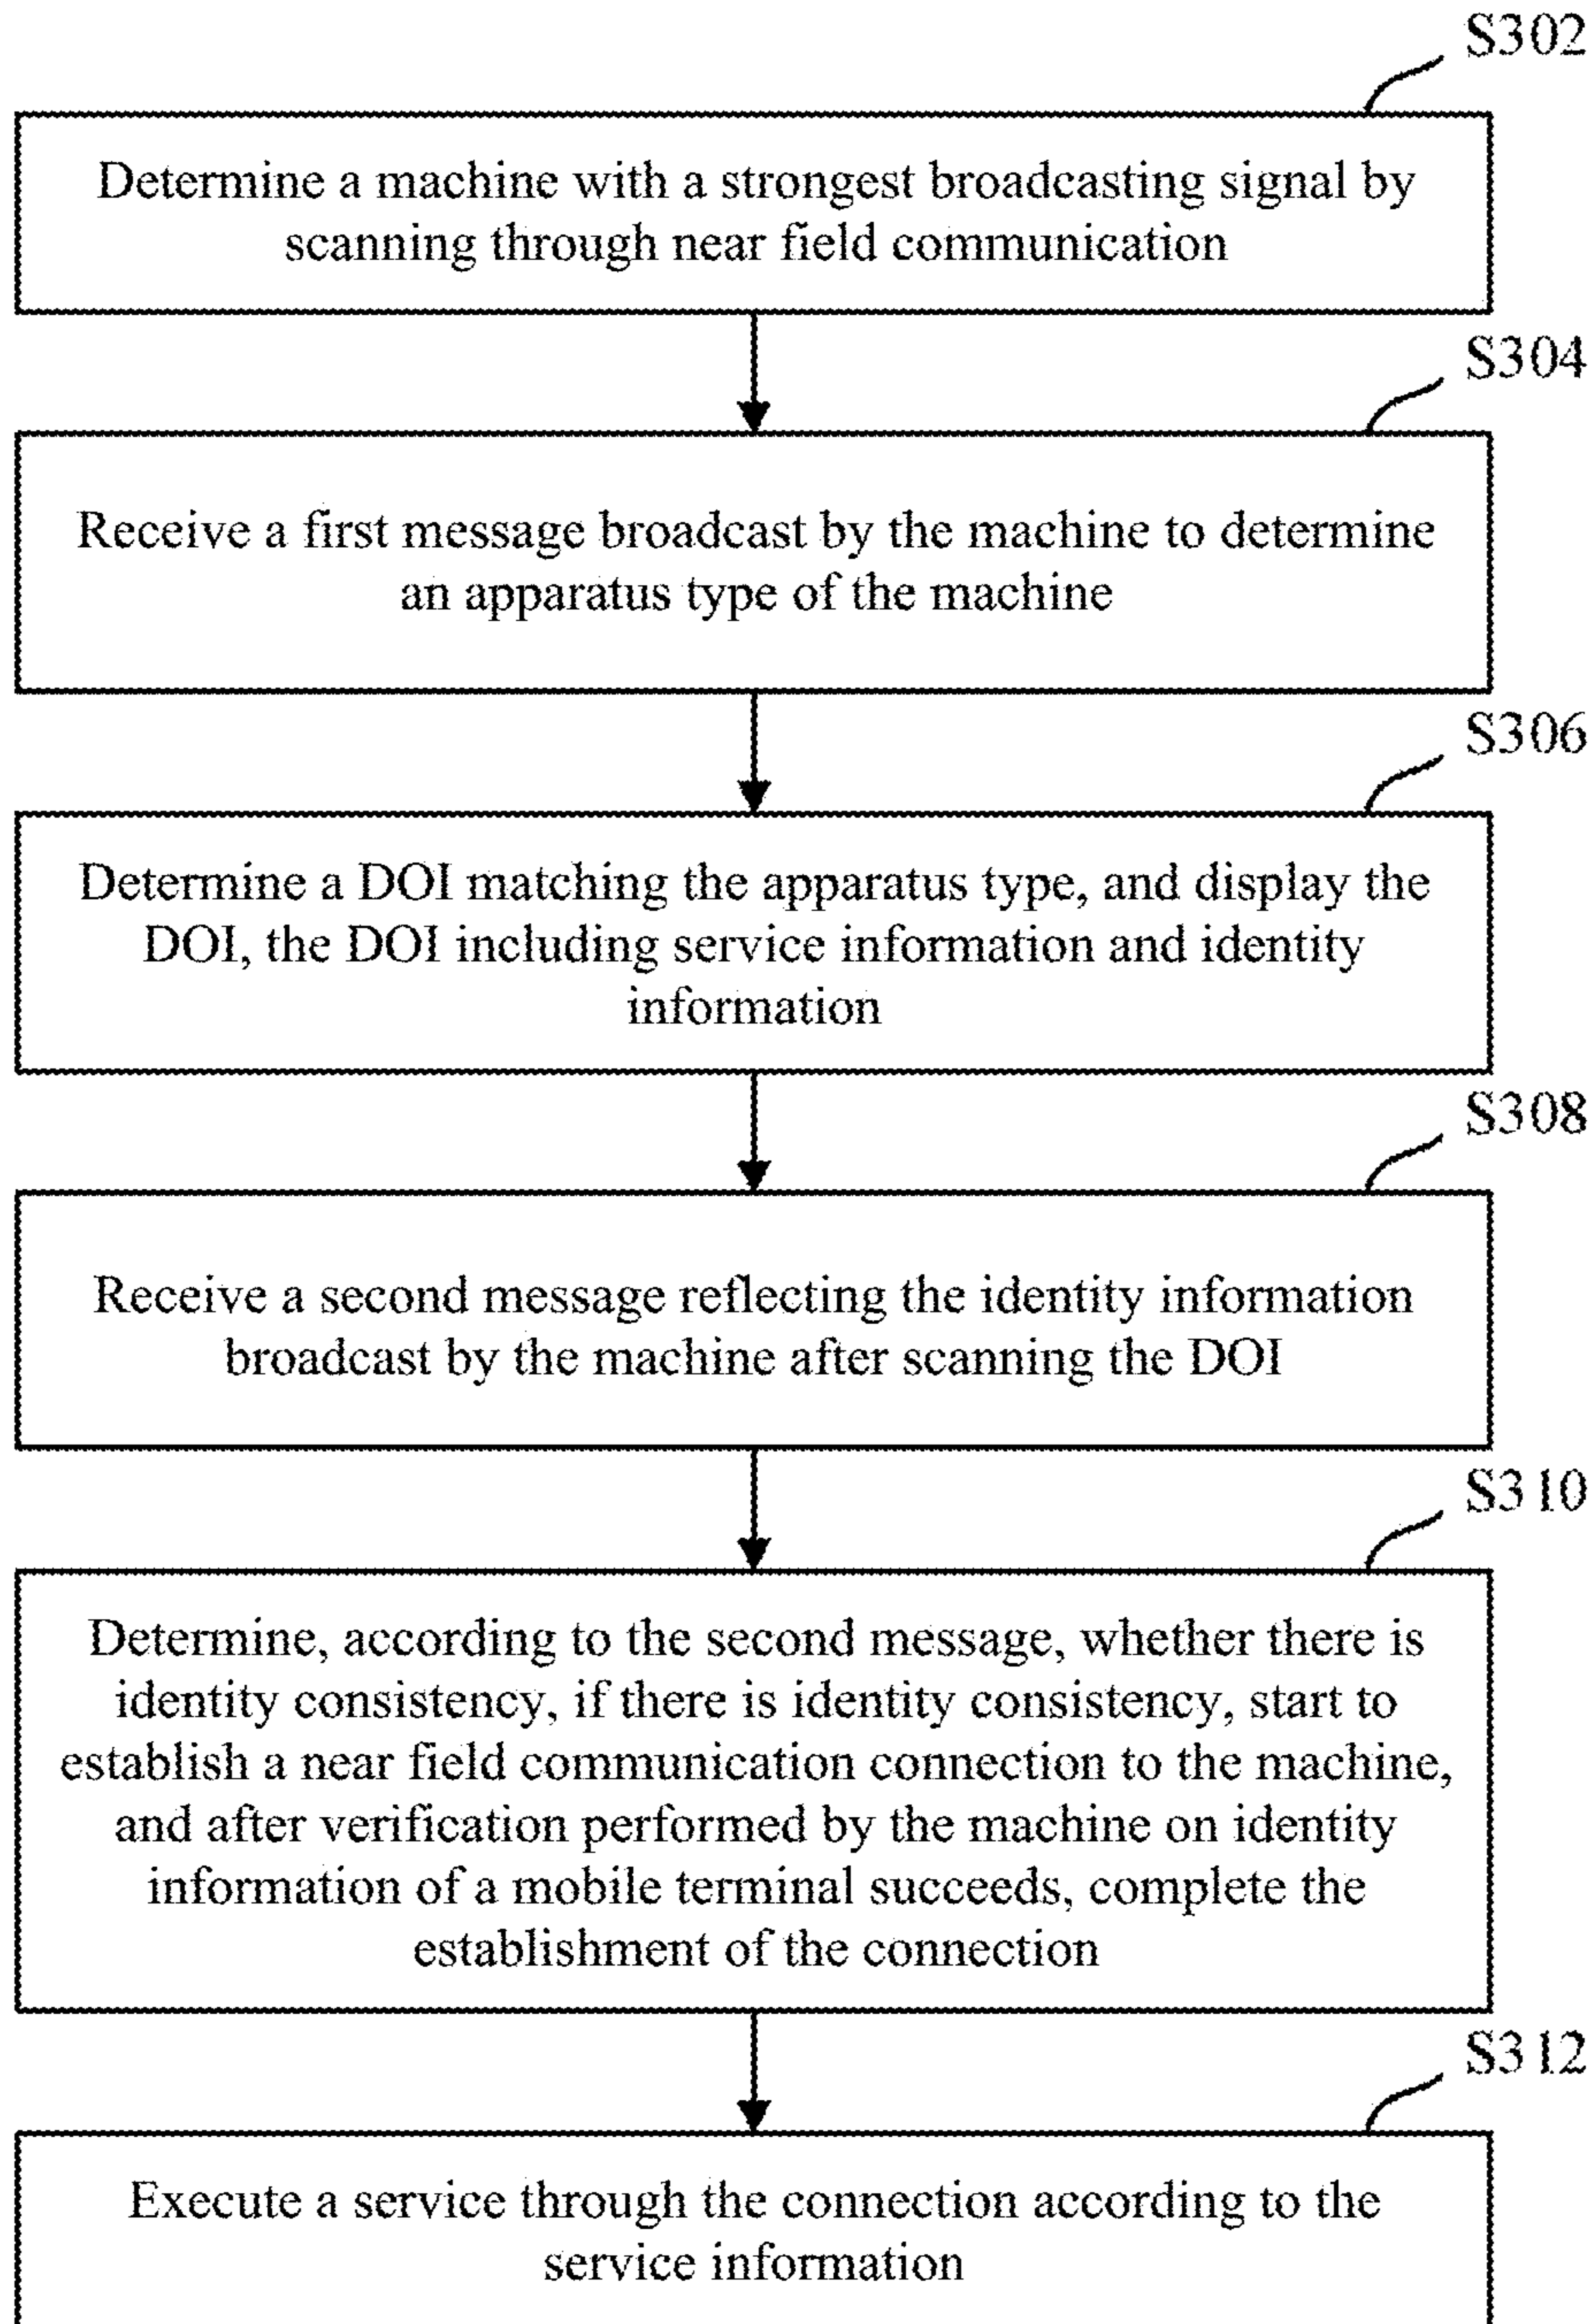 S302
Determine a machine with a strongest broadcasting signal by
scanning through near field communication
S304
Receive a first message broadcast by the machine to determine
an apparatus type of the machine
S306
Determine a DOI matching the apparatus type, and display the
DOI, the DOI including service information and identity
information
S308
Receive a second message reflecting the identity information
broadcast by the machine after scanning the DOI
S310
Determine, according to the second message, whether there is
identity consistency, if there is identity consistency, start to
establish a near field communication connection to the machine,
and after verification performed by the machine on identity
information of a mobile terminal succeeds, complete the
establishment of the connection
S312
Execute a service through the connection according to the
service information